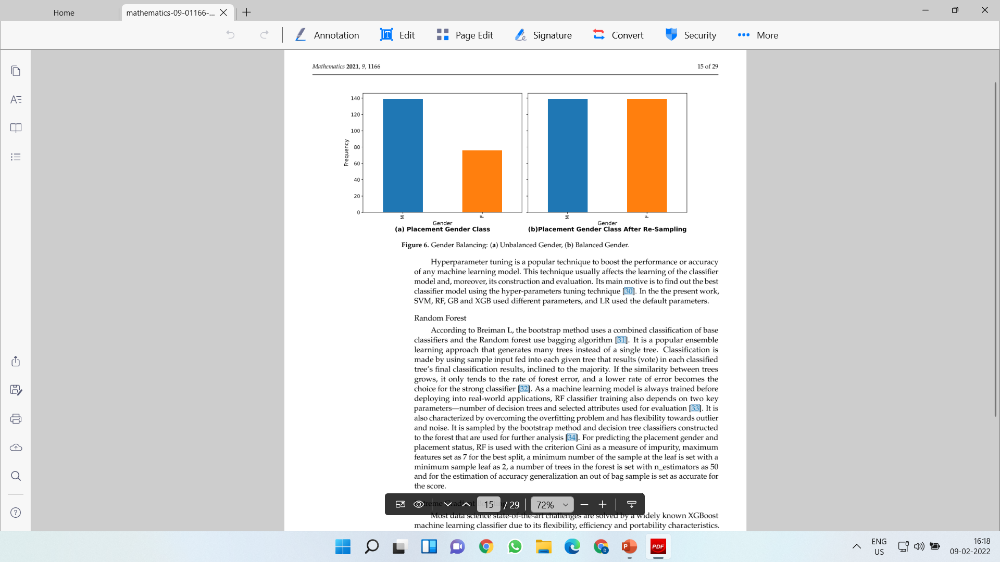 Home
mathematics-09-01166-...
Annotation
Edit
Page Edit
Signature
Convert
Security
More
Mathematics 2021, 9, 1166
15 of 29
140
120
100
80
60
40
20
0
Frequency
M
F
Gender
(a) Placement Gender Class
M
F
Gender
(b)Placement Gender Class After Re-Sampling
Figure 6. Gender Balancing: (a) Unbalanced Gender, (b) Balanced Gender.
Hyperparameter tuning is a popular technique to boost the performance or accuracy
of any machine learning model. This technique usually affects the learning of the classifier
model and, moreover, its construction and evaluation. Its main motive is to find out the best
classifier model using the hyper-parameters tuning technique [30]. In the the present work,
SVM, RF, GB and XGB used different parameters, and LR used the default parameters.
Random Forest
According to Breiman L, the bootstrap method uses a combined classification of base
classifiers and the Random forest use bagging algorithm [31]. It is a popular ensemble
learning approach that generates many trees instead of a single tree. Classification is
made by using sample input fed into each given tree that results (vote) in each classified
tree's final classification results, inclined to the majority. If the similarity between trees
grows, it only tends to the rate of forest error, and a lower rate of error becomes the
choice for the strong classifier [32]. As a machine learning model is always trained before
deploying into real-world applications, RF classifier training also depends on two key
parameters—number of decision trees and selected attributes used for evaluation [33]. It is
also characterized by overcoming the overfitting problem and has flexibility towards outlier
and noise. It is sampled by the bootstrap method and decision tree classifiers constructed
to the forest that are used for further analysis [34]. For predicting the placement gender and
placement status, RF is used with the criterion Gini as a measure of impurity, maximum
features set as 7 for the best split, a minimum number of the sample at the leaf is set with a
minimum sample leaf as 2, a number of trees in the forest is set with n_estimators as 50
and for the estimation of accuracy generalization an out of bag sample is set as accurate for
the score.
15 / 29
72%
Most data science state-of-the-art challenges are solved by a widely known XGBoost
machine learning classifier due to its flexibility, efficiency and portability characteristics.
D
P
PDF
ENG
US
16:18
09-02-2022